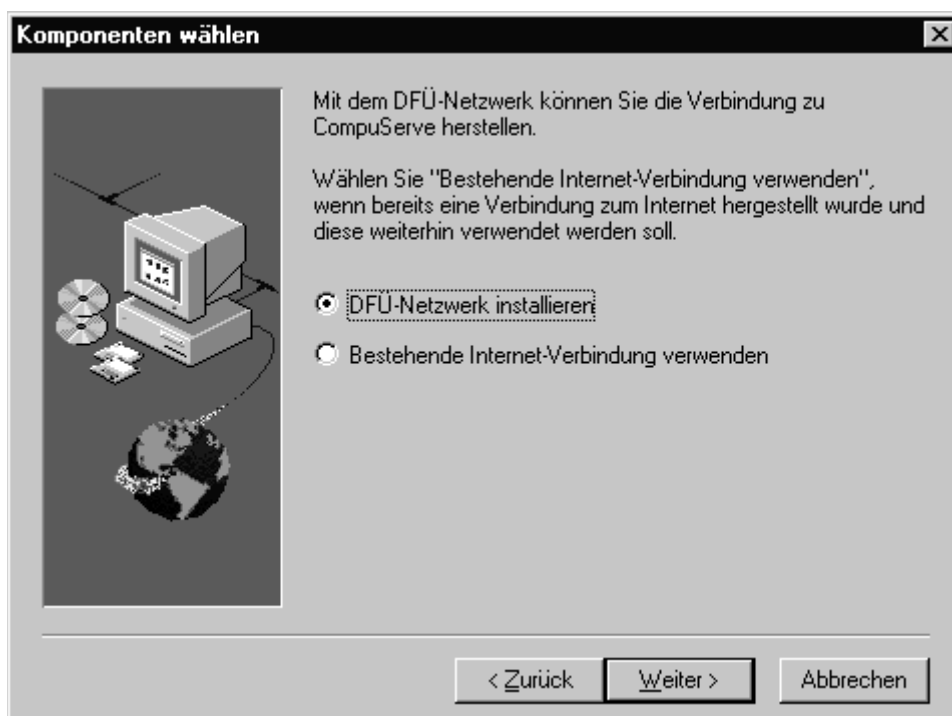 Komponenten wählen
Mit dem DFÜ-Netzwerk können Sie die Verbindung zu
CompuServe herstellen.
Wählen Sie "Bestehende Internet-Verbindung verwenden",
wenn bereits eine Verbindung zum Internet hergestellt wurde und
diese weiterhin verwendet werden soll.
DFÜ-Netzwerk installieren
Bestehende Internet-Verbindung verwenden
< Zurück Weiter > Abbrechen